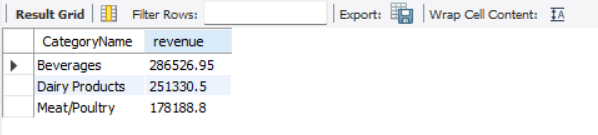 Result Grid Filter Rows: Export: Wrap Cell Content: IA
CategoryName revenue
Beverages 286526.95
Dairy Products 251330.5
Meat/Poultry 178188.8